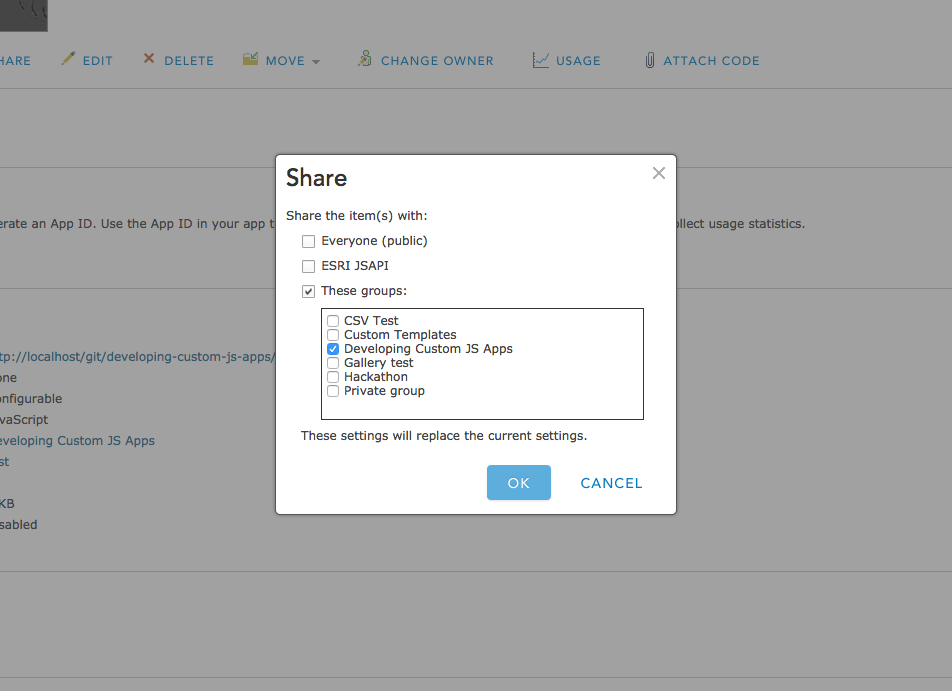 HARE EDIT DELETE MOVE CHANGE OWNER USAGE ATTACH CODE
Share
Share the item(s) with:
erate an App ID. Use the App ID in your app t
ollect usage statistics.
Everyone (public)
ESRI JSAPI
These groups:
CSV Test
Custom Templates
Developing Custom JS Apps
Gallery test
Hackathon
Private group
These settings will replace the current settings.
OK CANCEL
tp://localhost/git/developing-custom-js-apps/
one
onfigurable
vaScript
eveloping Custom JS Apps
st
KB
sabled